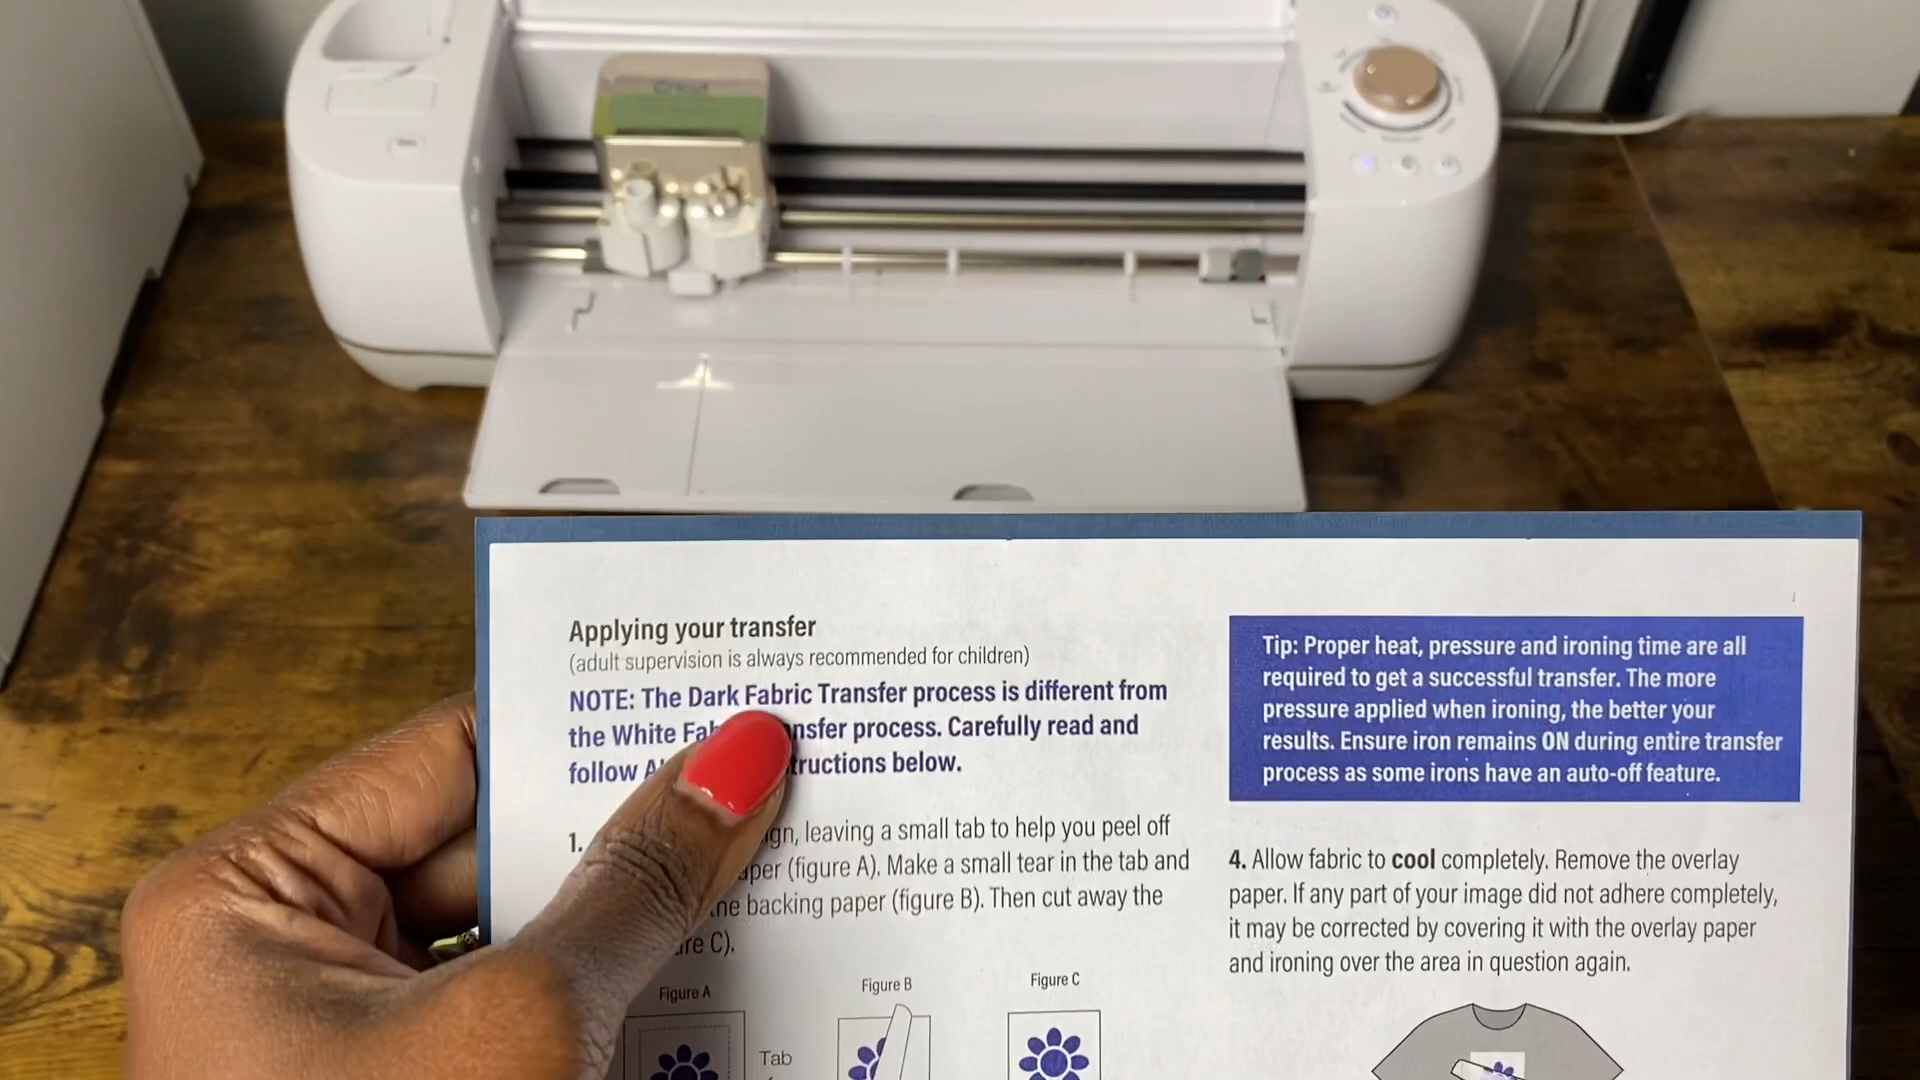 Cricut
Applying your transfer
(adult supervision is always recommended for children)
NOTE: The Dark Fabric Transfer process is different from
the White process. Carefully read and
follow below.
1. leaving a small tab to help you peel off
(figure A). Make a small tear in the tab and
backing paper (figure B). Then cut away the
C).
Figure A
Figure B
Figure C
Tab
Tip: Proper heat, pressure and ironing time are all
required to get a successful transfer. The more
pressure applied when ironing, the better your
results. Ensure iron remains ON during entire transfer
process as some irons have an auto-off feature.
4. Allow fabric to cool completely. Remove the overlay
paper. If any part of your image did not adhere completely,
it may be corrected by covering it with the overlay paper
and ironing over the area in question again.